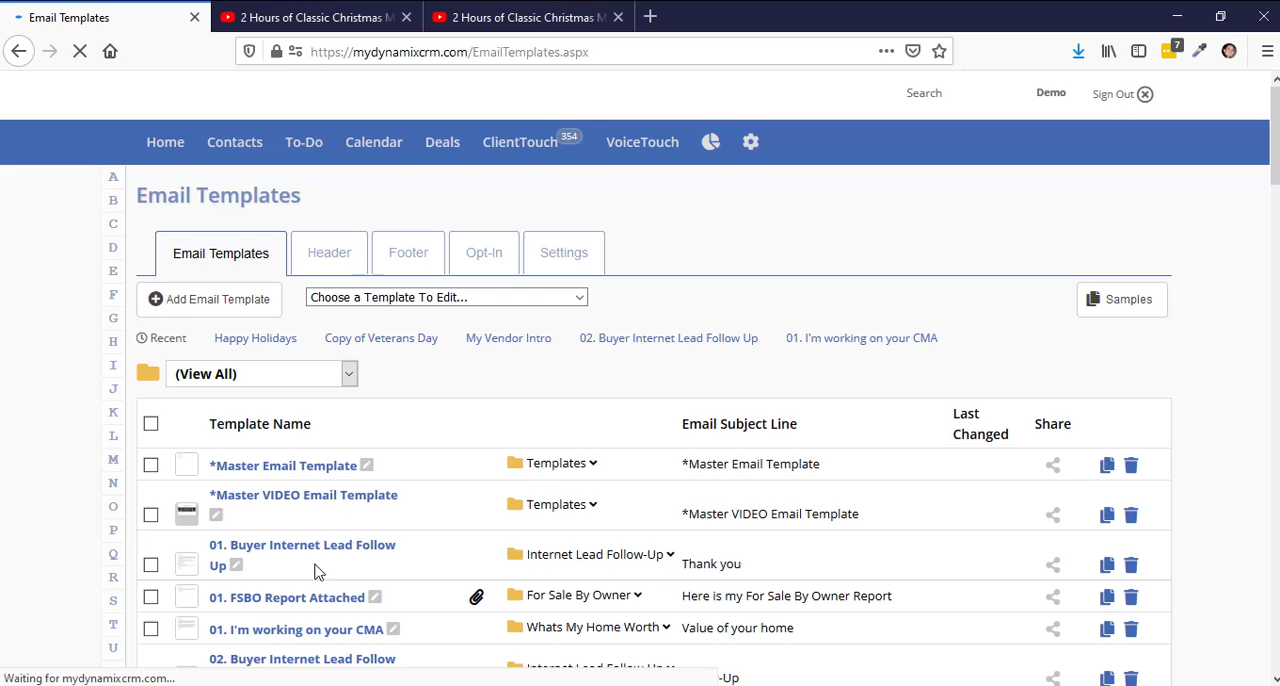 Email Templates
2 Hours of Classic Christmas M
2 Hours of Classic Christmas M
https://mydynamixcrm.com/EmailTemplates.aspx
7
Search
Demo
Sign Out
Home
Contacts
To-Do
Calendar
Deals
ClientTouch 354
VoiceTouch
A
B
C
D
E
F
G
H
I
J
K
L
M
N
O
P
Q
R
S
T
U
Email Templates
Email Templates
Header
Footer
Opt-In
Settings
Add Email Template
Choose a Template To Edit...
Samples
Recent
Happy Holidays
Copy of Veterans Day
My Vendor Intro
02. Buyer Internet Lead Follow Up
01. I'm working on your CMA
(View All)
Template Name
Email Subject Line
Last
Changed
Share
*Master Email Template
Templates
*Master Email Template
*Master VIDEO Email Template
Templates
*Master VIDEO Email Template
01. Buyer Internet Lead Follow
Up
Internet Lead Follow-Up
Thank you
01. FSBO Report Attached
For Sale By Owner
Here is my For Sale By Owner Report
01. I'm working on your CMA
Whats My Home Worth
Value of your home
02. Buyer Internet Lead Follow
Internet Lead Follow-Up
-Up
Waiting for mydynamixcrm.com...